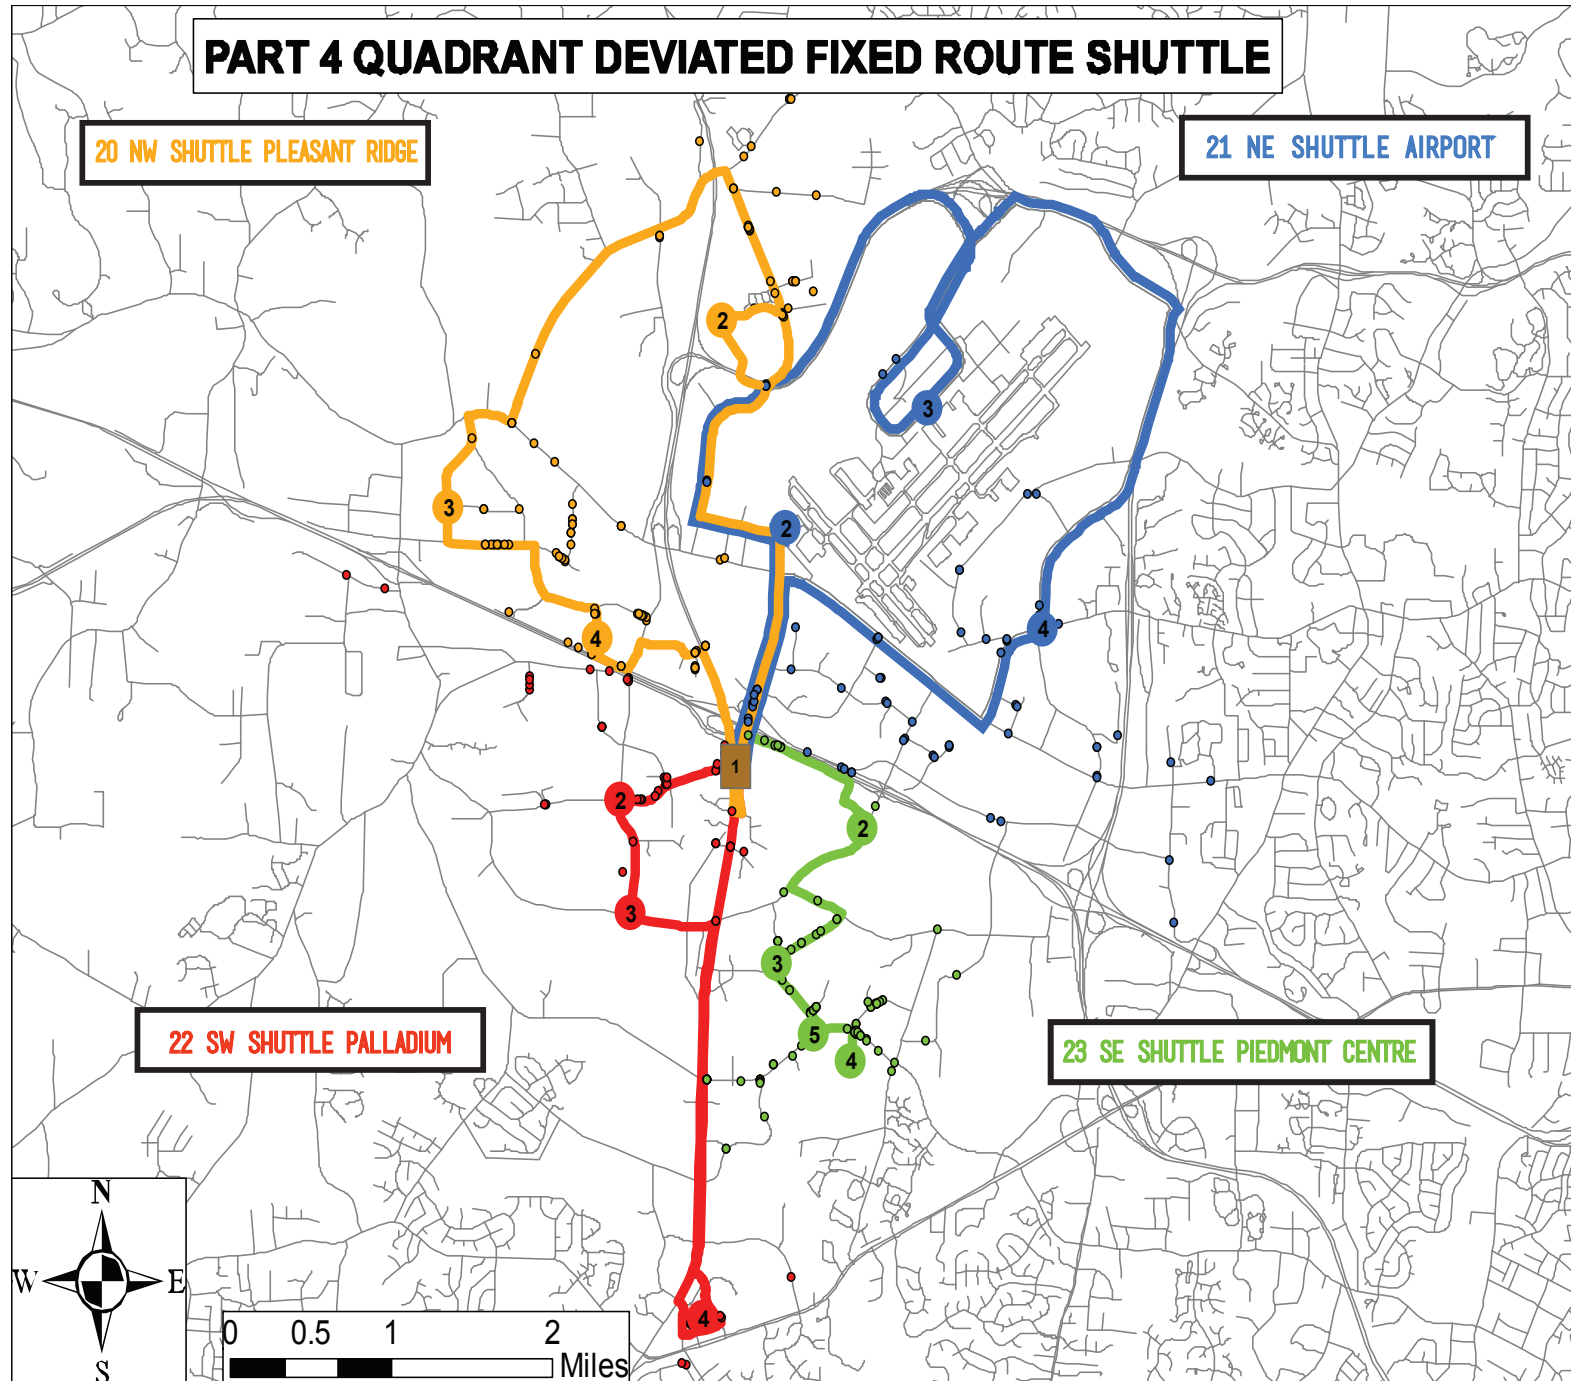 PART 4 QUADRANT DEVIATED FIXED ROUTE SHUTTLE
20 NW SHUTTLE PLEASANT RIDGE
21 NE SHUTTLE AIRPORT
2
3
3
2
4
4
1
2
2
3
3
5
4
22 SW SHUTTLE PALLADIUM
23 SE SHUTTLE PIEDMONT CENTRE
4
N
W E
S
0 0.5 1 2
Miles